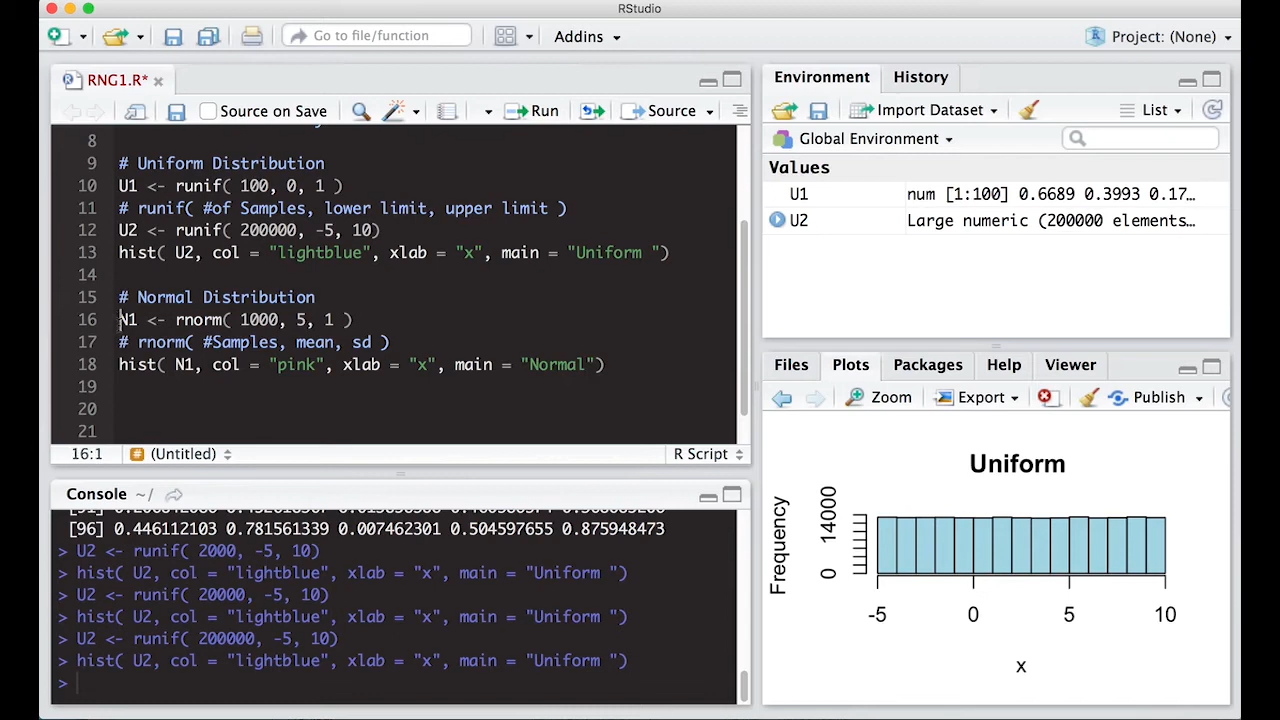 RStudio
Go to file/function
Addins
Project: (None)
RNG1.R*
Source on Save
Run
Source
8
9 # Uniform Distribution
10 U1 <- runif( 100, 0, 1 )
11 # runif( #of Samples, lower limit, upper limit )
12 U2 <- runif( 200000, -5, 10)
13 hist( U2, col = "lightblue", xlab = "x", main = "Uniform ")
14
15 # Normal Distribution
16 N1 <- rnorm( 1000, 5, 1 )
17 # rnorm( #Samples, mean, sd )
18 hist( N1, col = "pink", xlab = "x", main = "Normal")
19
20
21
16:1 (Untitled) R Script
Console ~/
[96] 0.446112103 0.781561339 0.007462301 0.504597655 0.875948473
> U2 <- runif( 2000, -5, 10)
> hist( U2, col = "lightblue", xlab = "x", main = "Uniform ")
> U2 <- runif( 20000, -5, 10)
> hist( U2, col = "lightblue", xlab = "x", main = "Uniform ")
> U2 <- runif( 200000, -5, 10)
> hist( U2, col = "lightblue", xlab = "x", main = "Uniform ")
>
Environment History
Import Dataset List
Global Environment
Values
U1 num [1:100] 0.6689 0.3993 0.17…
U2 Large numeric (200000 elements…
Files Plots Packages Help Viewer
Zoom Export Publish
Uniform
Frequency
0 14000
-5 0 5 10
x